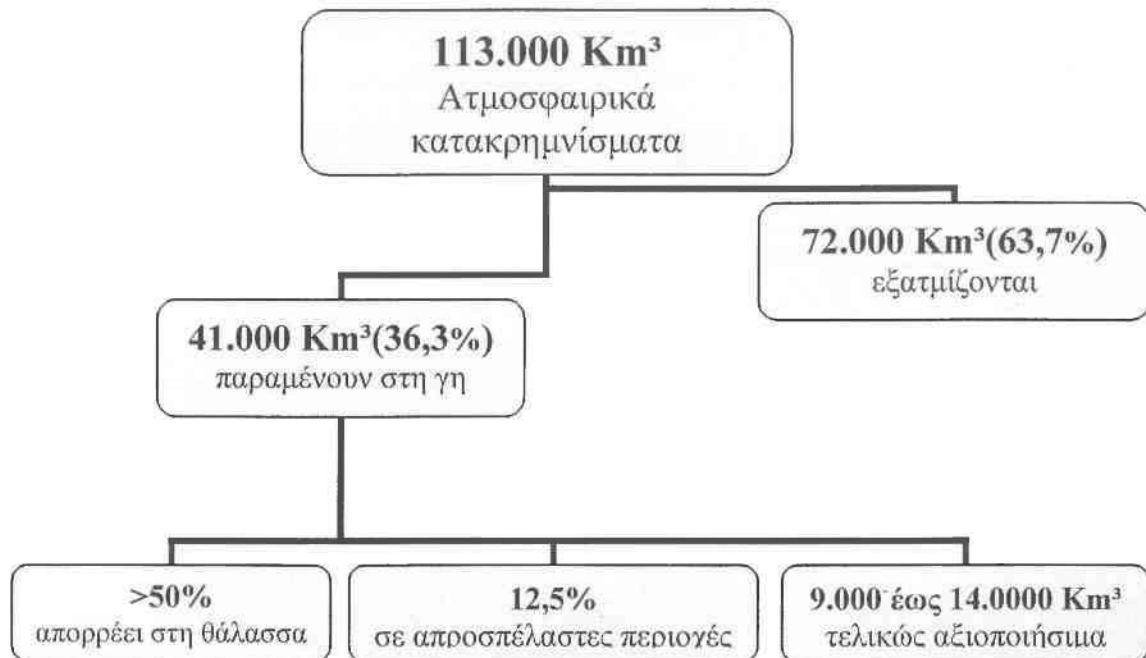 113.000 Km³
Ατμοσφαιρικά
κατακρημνίσματα
72.000 Km³(63,7%)
εξατμίζονται
41.000 Km³(36,3%)
παραμένουν στη γη
>50%
απορρέει στη θάλασσα
12,5%
σε απροσπέλαστες περιοχές
9.000 έως 14.0000 Km³
τελικώς αξιοποιήσιμα